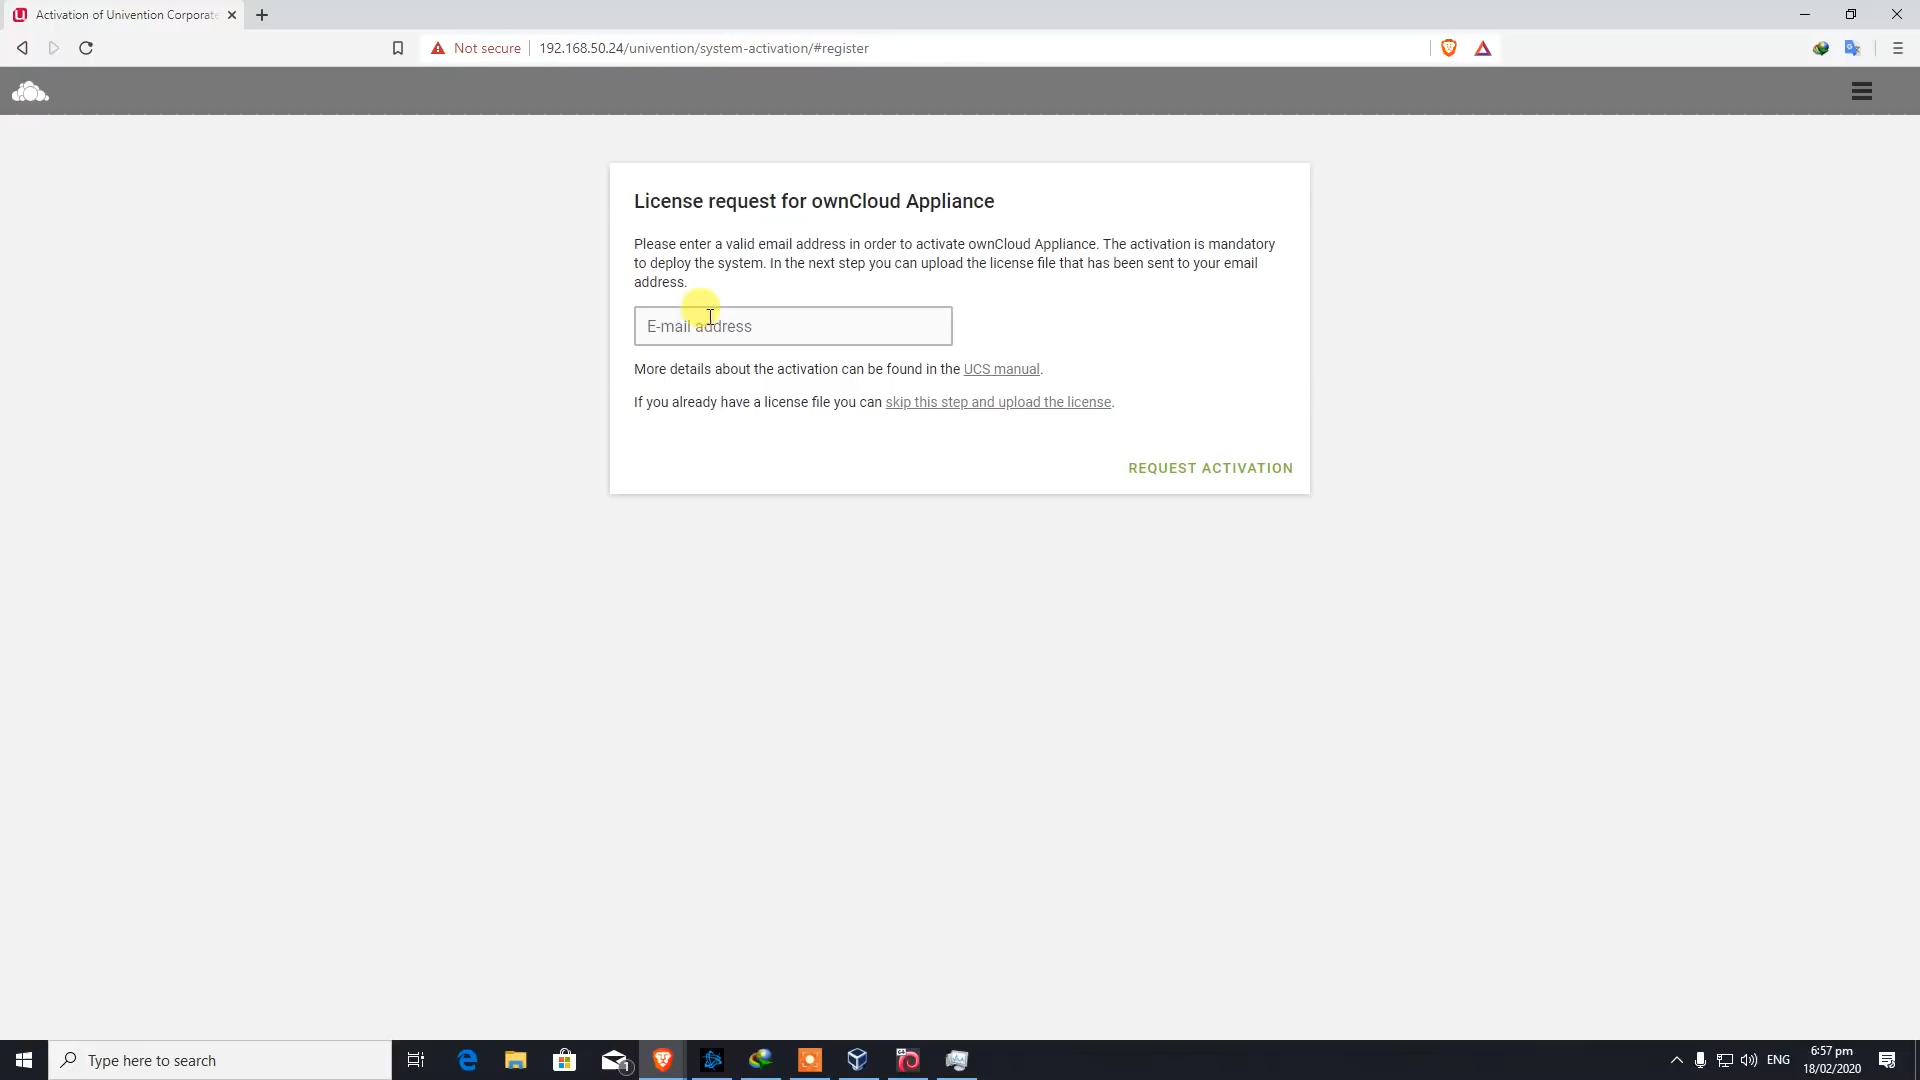 Activation of Univention Corporate
Not secure
192.168.50.24/univention/system-activation/#register
License request for ownCloud Appliance
Please enter a valid email address in order to activate ownCloud Appliance. The activation is mandatory
to deploy the system. In the next step you can upload the license file that has been sent to your email
address.
E-mail address
More details about the activation can be found in the UCS manual.
If you already have a license file you can skip this step and upload the license.
REQUEST ACTIVATION
Type here to search
1
ENG
6:57 pm
18/02/2020